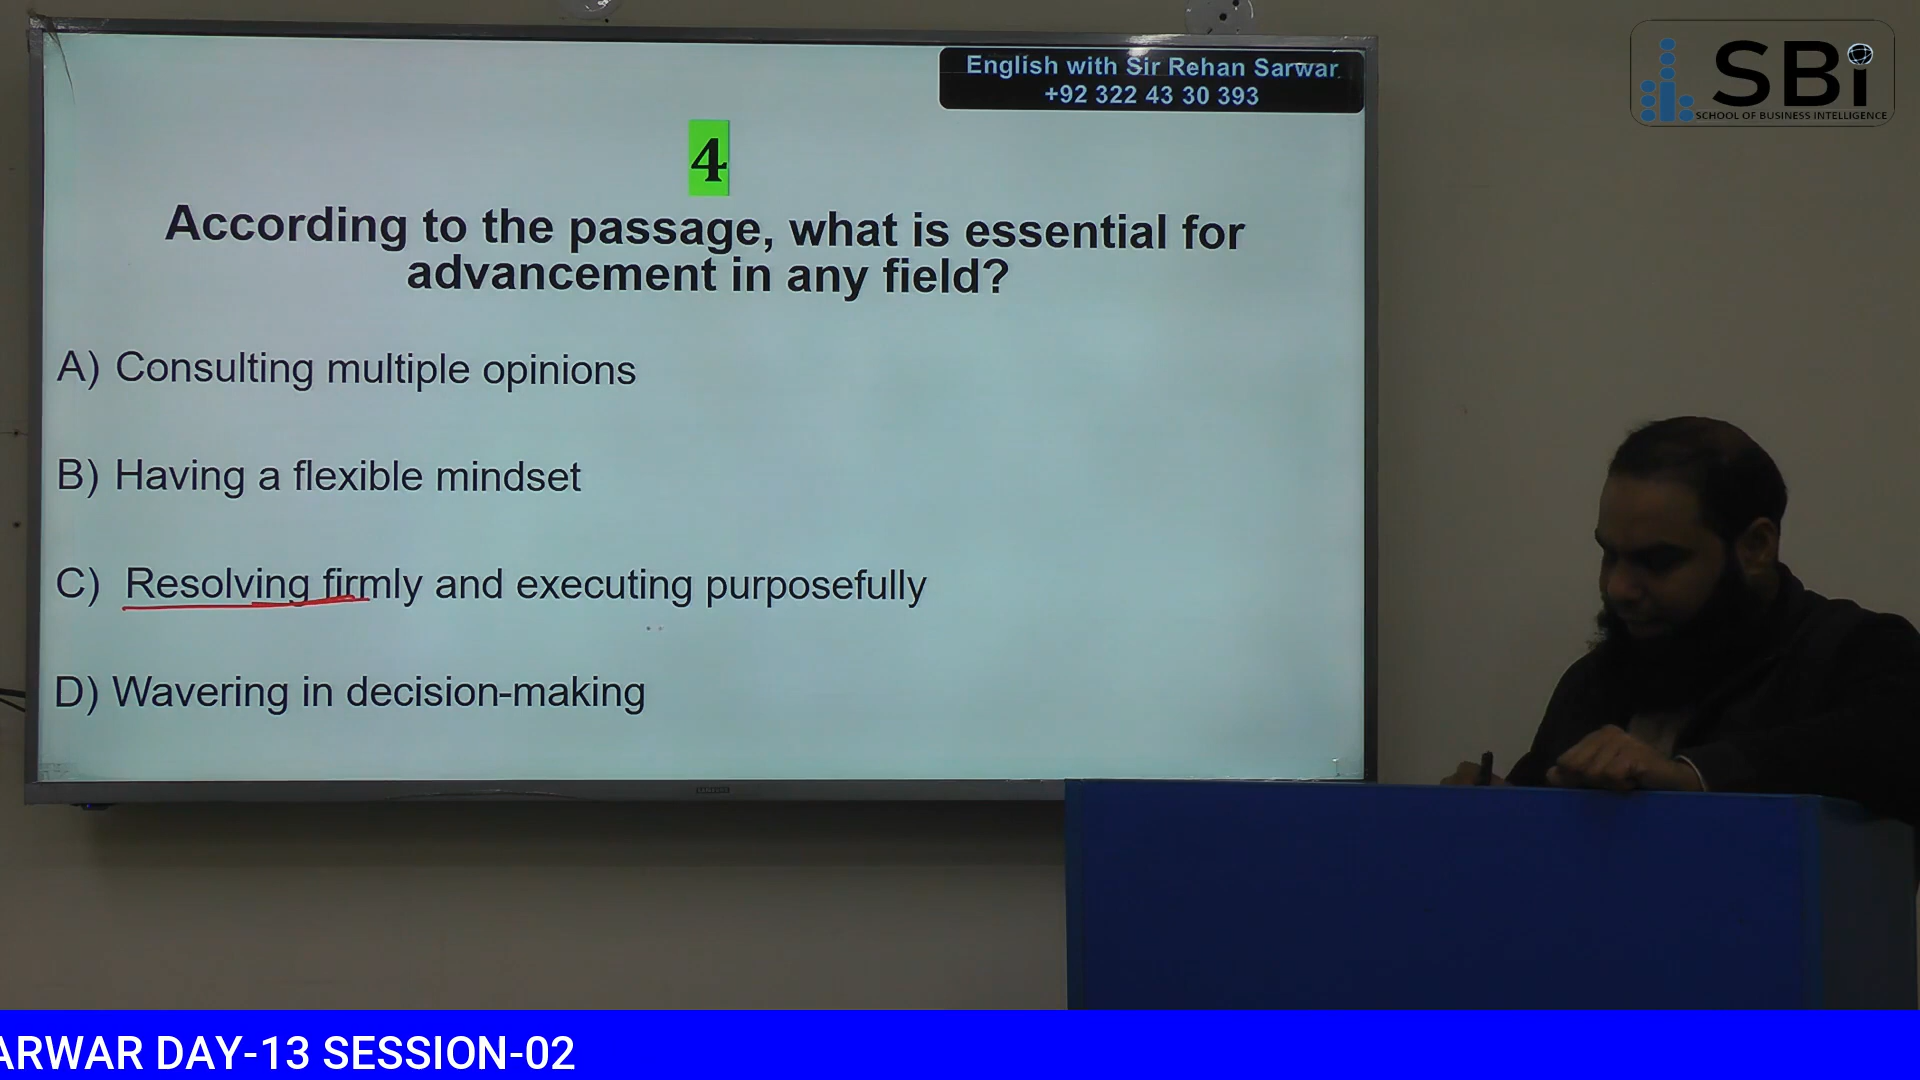 English with Sir Rehan Sarwar
+92 322 43 30 393
SBi
SCHOOL OF BUSINESS INTELLIGENCE
4
According to the passage, what is essential for
advancement in any field?
A) Consulting multiple opinions
B) Having a flexible mindset
C) Resolving firmly and executing purposefully
D) Wavering in decision-making
SAMSUNG
ARWAR DAY-13 SESSION-02